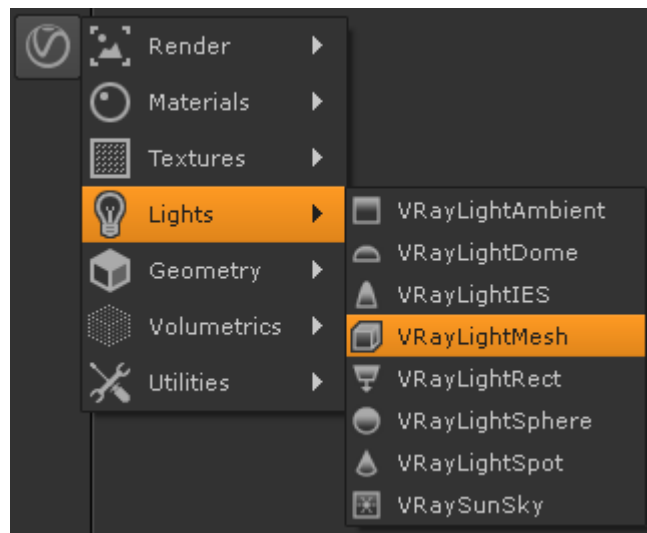 Render
Materials
Textures
Lights
Geometry
Volumetrics
Utilities
VRayLightAmbient
VRayLightDome
VRayLightIES
VRayLightMesh
VRayLightRect
VRayLightSphere
VRayLightSpot
VRaySunSky